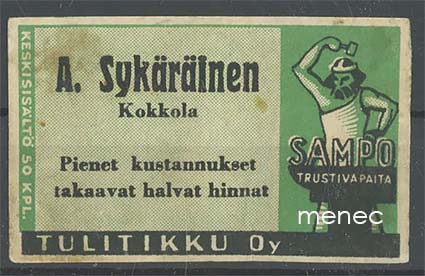 KESKISISÄLTÖ 50 KPL.
A. Sykäräinen
Kokkola
Pienet kustannukset
takaavat halvat hinnat
SAMPO
TRUSTIVAPAITA
menec
TULITIKKU Oy